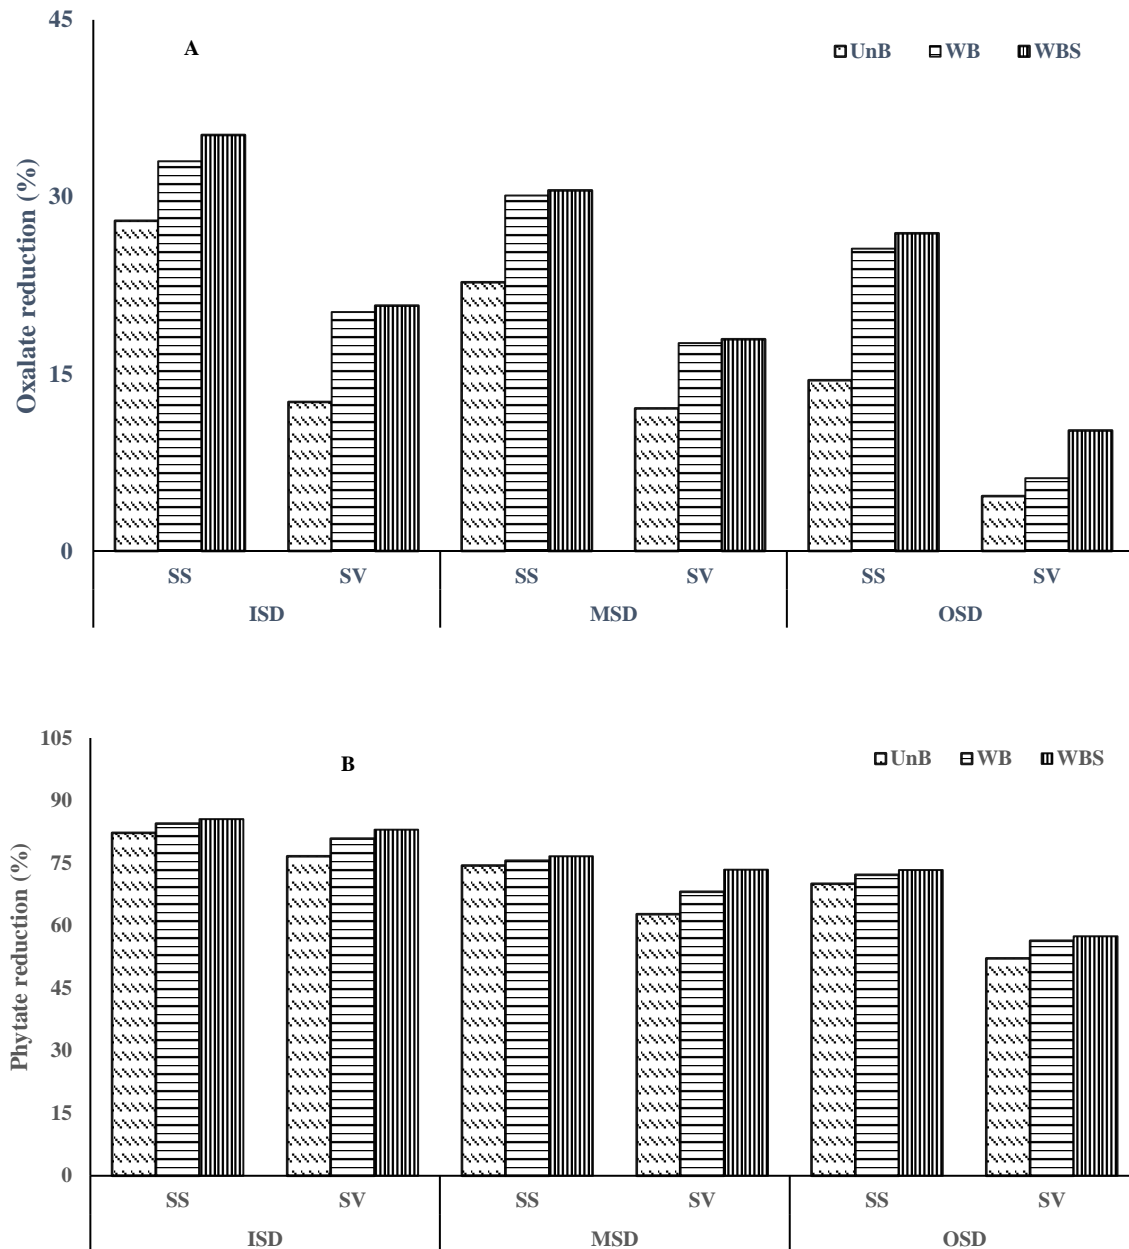 45
A
UnB WB WBS
30
15
0
Oxalate reduction (%)
SS SV SS SV SS SV
ISD MSD OSD
105
B
UnB WB WBS
90
75
60
45
30
15
0
Phytate reduction (%)
SS SV SS SV SS SV
ISD MSD OSD